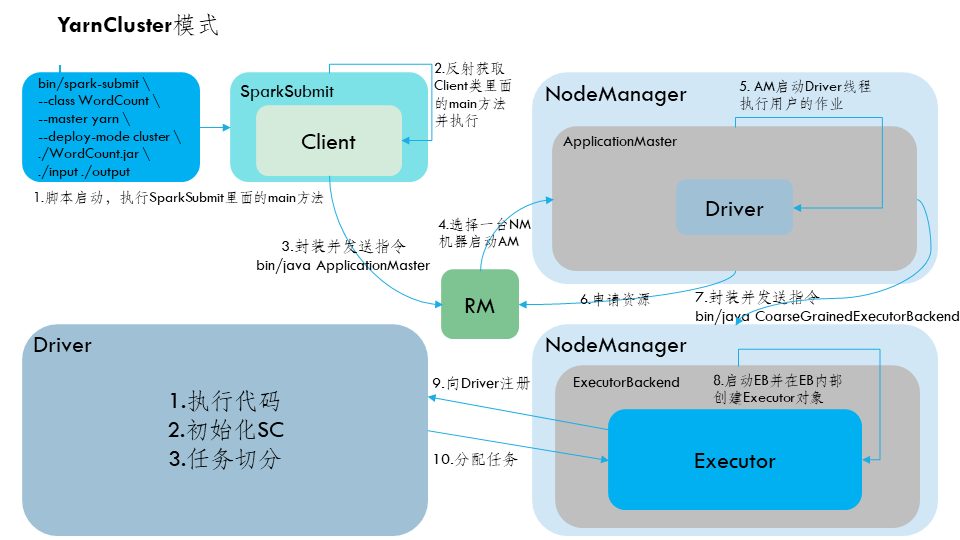 YarnCluster模式
bin/spark-submit \
--class WordCount \
--master yarn \
--deploy-mode cluster \
./WordCount.jar \
./input ./output
1.脚本启动，执行SparkSubmit里面的main方法
SparkSubmit
Client
2.反射获取
Client类里面
的main方法
并执行
3.封装并发送指令
bin/java ApplicationMaster
RM
4.选择一台NM
机器启动AM
NodeManager
5. AM启动Driver线程
执行用户的作业
ApplicationMaster
Driver
6.申请资源
7.封装并发送指令
bin/java CoarseGrainedExecutorBackend
Driver
1.执行代码
2.初始化SC
3.任务切分
9.向Driver注册
10.分配任务
NodeManager
ExecutorBackend
8.启动EB并在EB内部
创建Executor对象
Executor